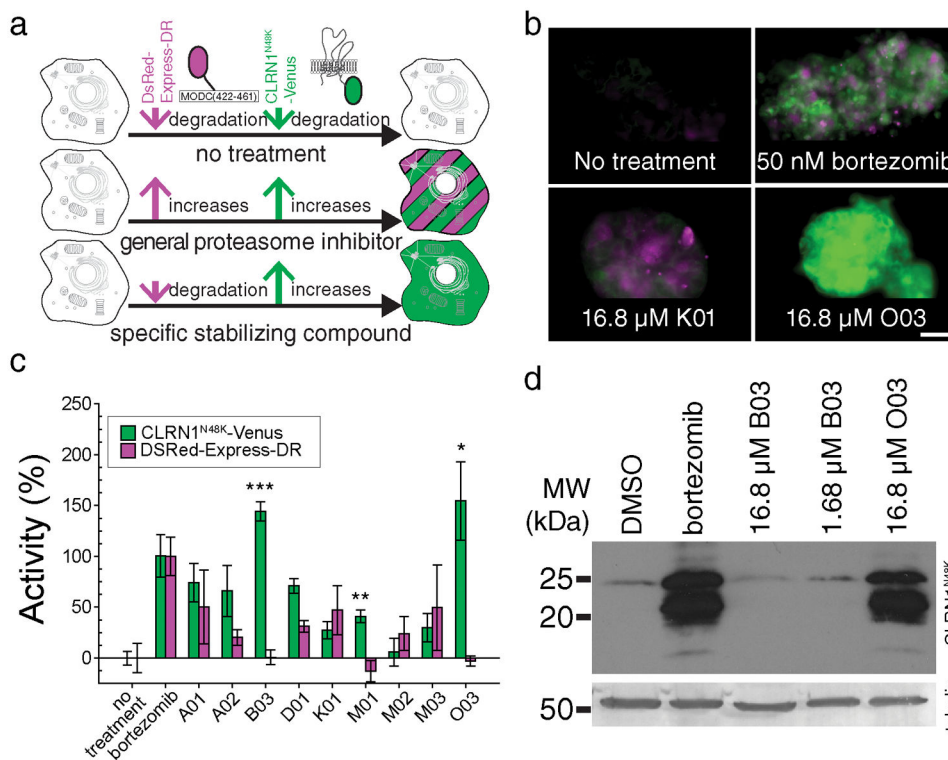 a
DsRed-
Express-DR
MODC(422-461)
CLRN1N48K
-Venus
degradation
degradation
no treatment
increases
increases
general proteasome inhibitor
degradation
increases
specific stabilizing compound
b
No treatment
50 nM bortezomib
16.8 µM K01
16.8 µM O03
c
Activity (%)
250
200
150
100
50
0
CLRN1N48K-Venus
DSRed-Express-DR
***
**
*
no
treatment
bortezomib
A01
A02
B03
D01
K01
M01
M02
M03
O03
d
MW
(kDa)
DMSO
bortezomib
16.8 µM B03
1.68 µM B03
16.8 µM O03
25
20
50
CLRN1N48K